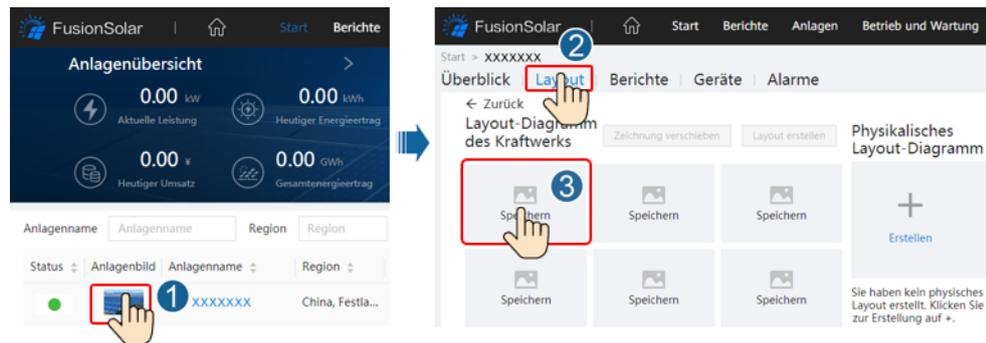 FusionSolar | Start Berichte
Anlagenübersicht >
0.00 kW
Aktuelle Leistung
0.00 kWh
Heutiger Energieertrag
0.00 ¥
Heutiger Umsatz
0.00 GWh
Gesamtenergieertrag
Anlagenname Anlagenname Region Region
Status Anlagenbild Anlagenname Region
1 XXXXXXX China, Festla...
FusionSolar | Start Berichte Anlagen Betrieb und Wartung
2
Start > XXXXXXX
Überblick Layout Berichte Geräte Alarme
← Zurück
Layout-Diagramm
des Kraftwerks
Zeichnung verschieben Layout erstellen
Physikalisches
Layout-Diagramm
3
Speichern Speichern Speichern
+
Erstellen
Speichern Speichern Speichern
Sie haben kein physisches
Layout erstellt. Klicken Sie
zur Erstellung auf +.